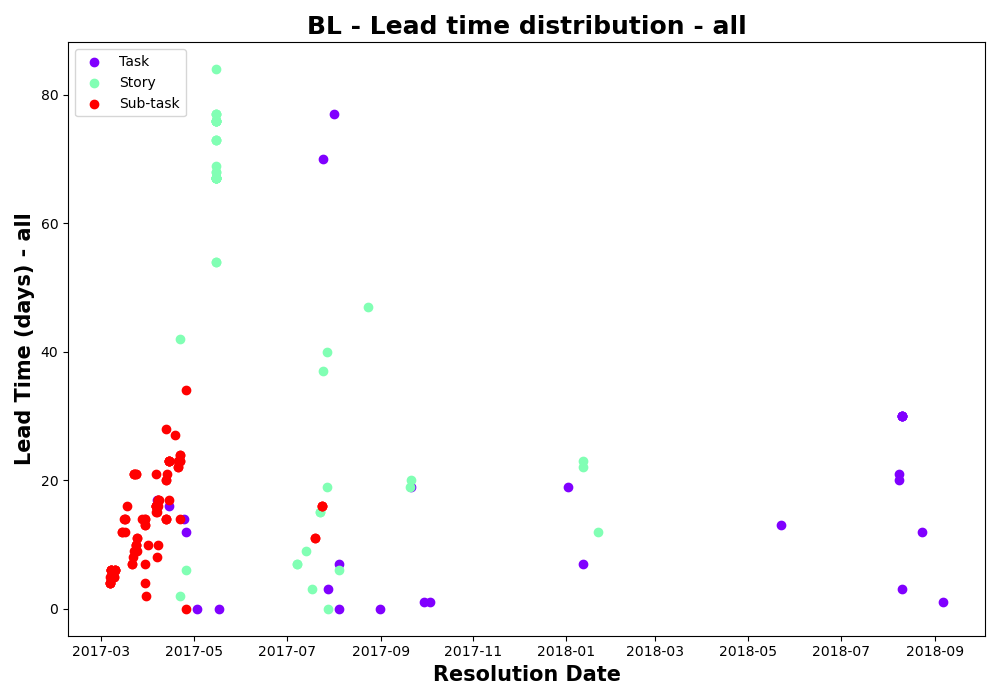 BL - Lead time distribution - all
Task
Story
Sub-task
80
60
40
20
0
Lead Time (days) - all
2017-03 2017-05 2017-07 2017-09 2017-11 2018-01 2018-03 2018-05 2018-07 2018-09
Resolution Date